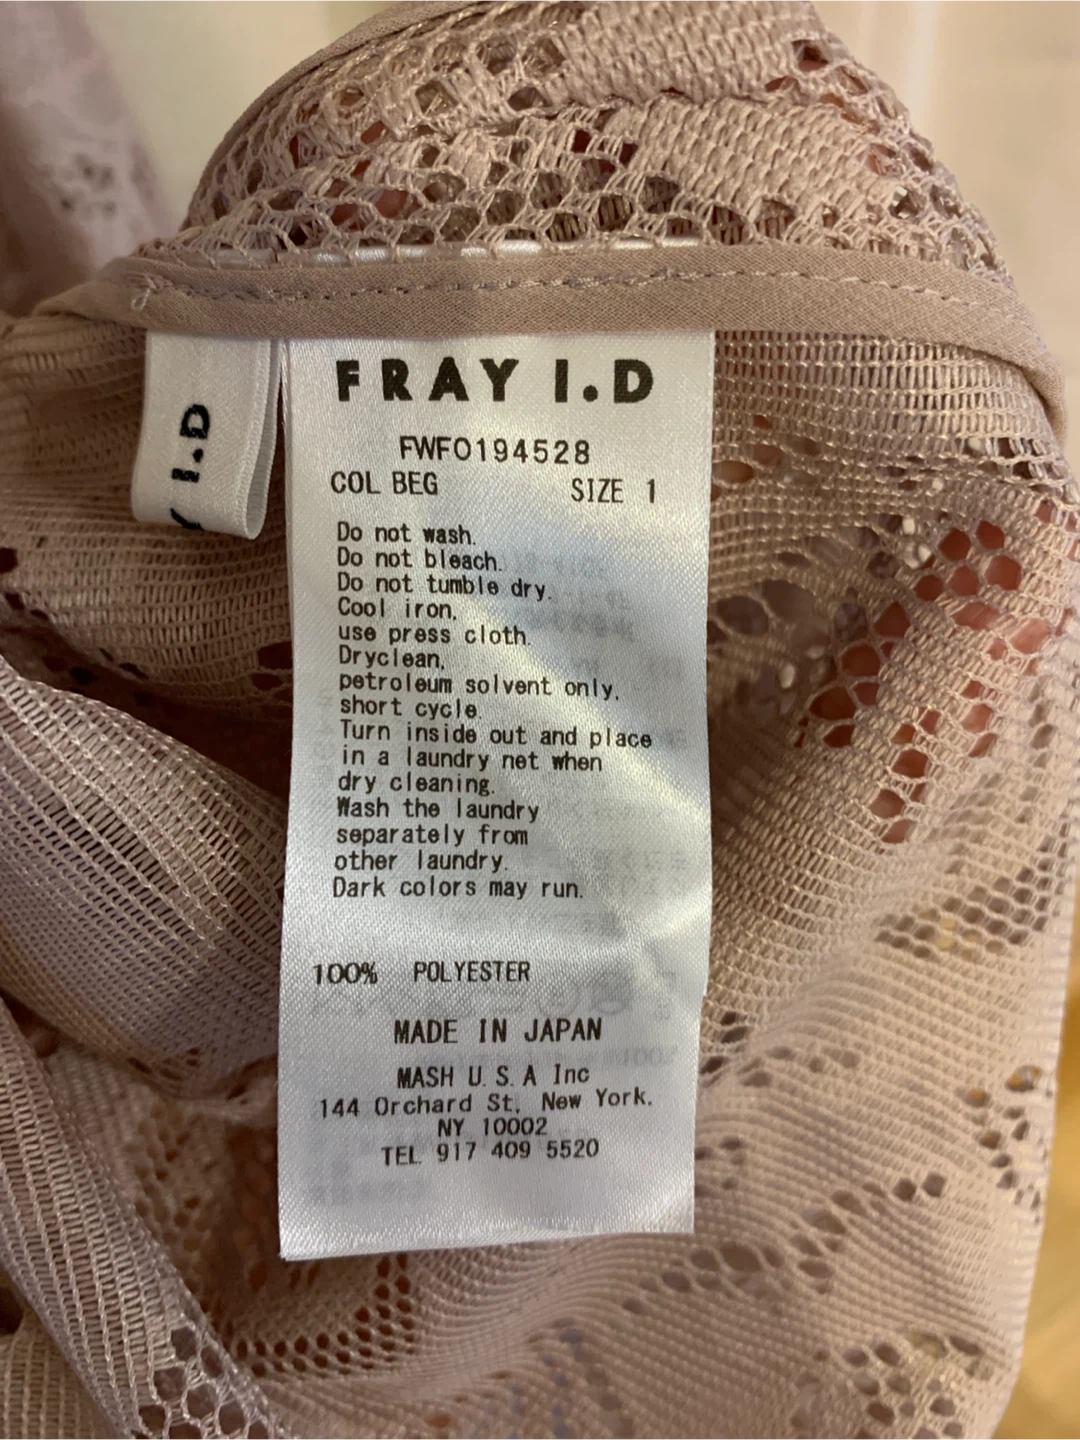 FRAY I.D
I.D
FWF0194528
COL BEG SIZE 1
Do not wash.
Do not bleach.
Do not tumble dry.
Cool iron,
use press cloth.
Dryclean,
petroleum solvent only,
short cycle.
Turn inside out and place
in a laundry net when
dry cleaning.
Wash the laundry
separately from
other laundry.
Dark colors may run.
100% POLYESTER
MADE IN JAPAN
MASH U.S.A Inc
144 Orchard St, New York.
NY 10002
TEL 917 409 5520